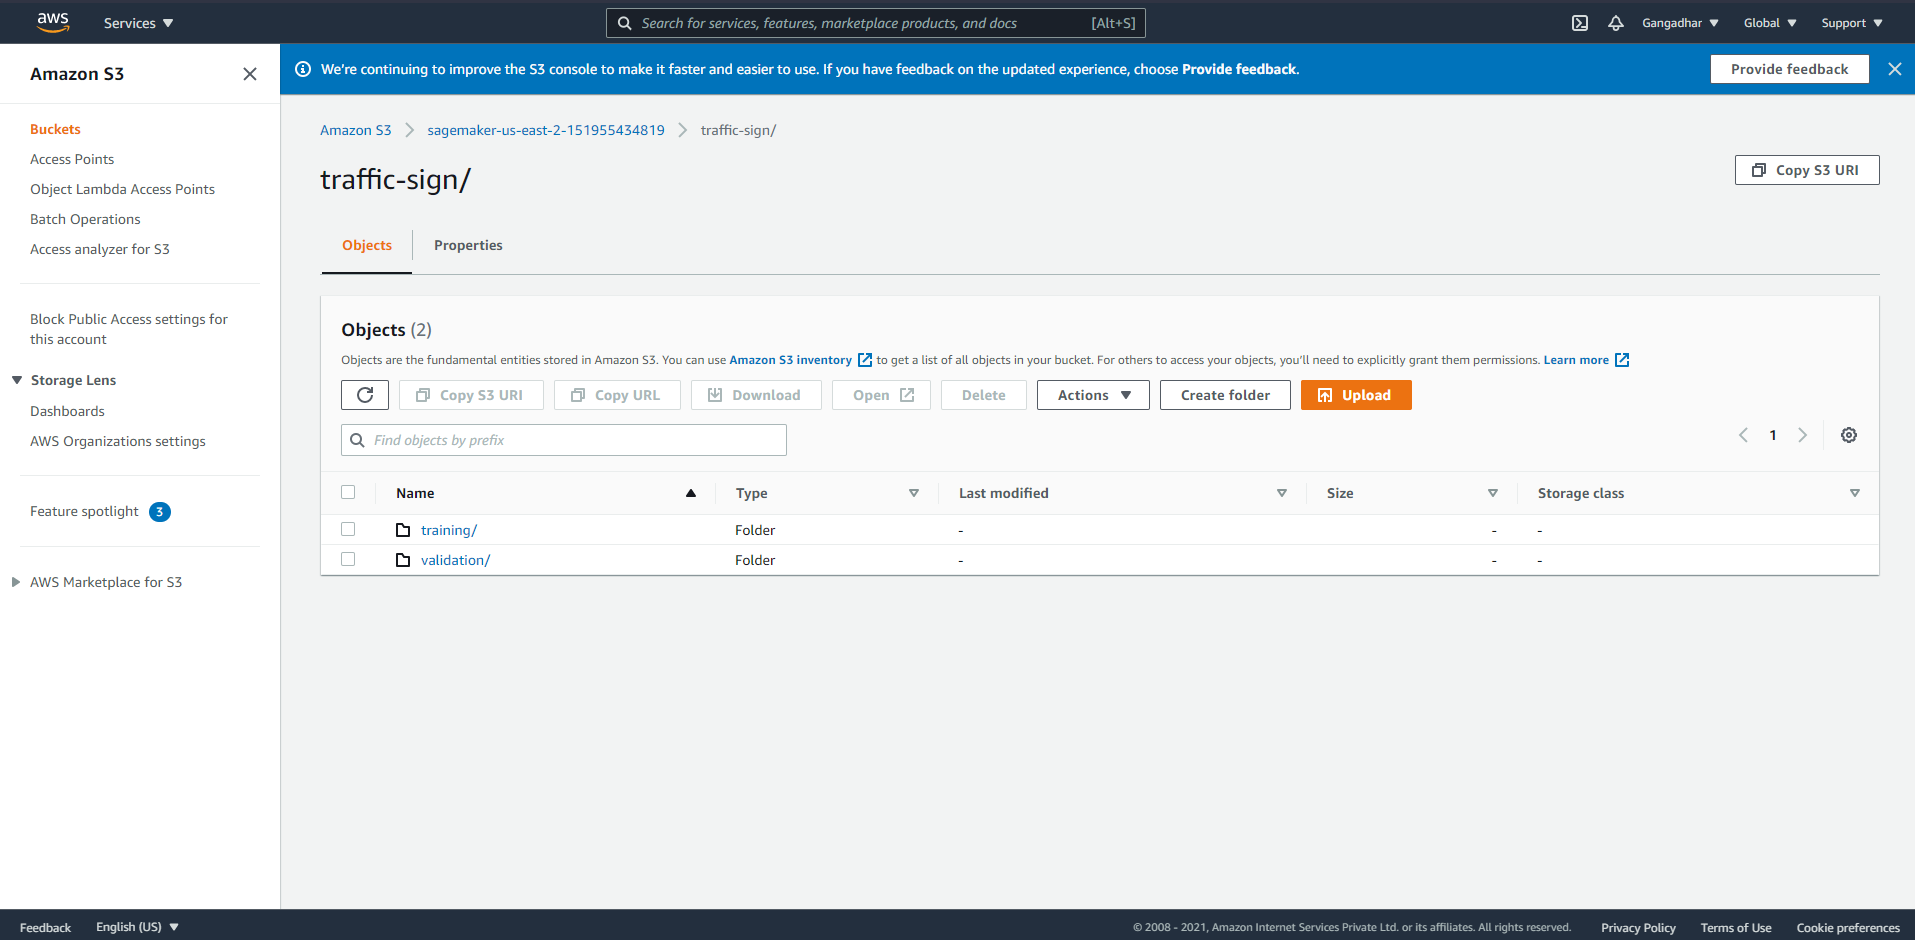 aws Services Search for services, features, marketplace products, and docs [Alt+S] Gangadhar Global Support
Amazon S3
We're continuing to improve the S3 console to make it faster and easier to use. If you have feedback on the updated experience, choose Provide feedback. Provide feedback
Buckets
Access Points
Object Lambda Access Points
Batch Operations
Access analyzer for S3
Block Public Access settings for
this account
Storage Lens
Dashboards
AWS Organizations settings
Feature spotlight 3
AWS Marketplace for S3
Amazon S3 sagemaker-us-east-2-151955434819 traffic-sign/
traffic-sign/
Copy S3 URI
Objects Properties
Objects (2)
Objects are the fundamental entities stored in Amazon S3. You can use Amazon S3 inventory to get a list of all objects in your bucket. For others to access your objects, you'll need to explicitly grant them permissions. Learn more
Copy S3 URI Copy URL Download Open Delete Actions Create folder Upload
Find objects by prefix
1
Name Type Last modified Size Storage class
training/ Folder - - -
validation/ Folder - - -
Feedback English (US) © 2008 - 2021, Amazon Internet Services Private Ltd. or its affiliates. All rights reserved. Privacy Policy Terms of Use Cookie preferences